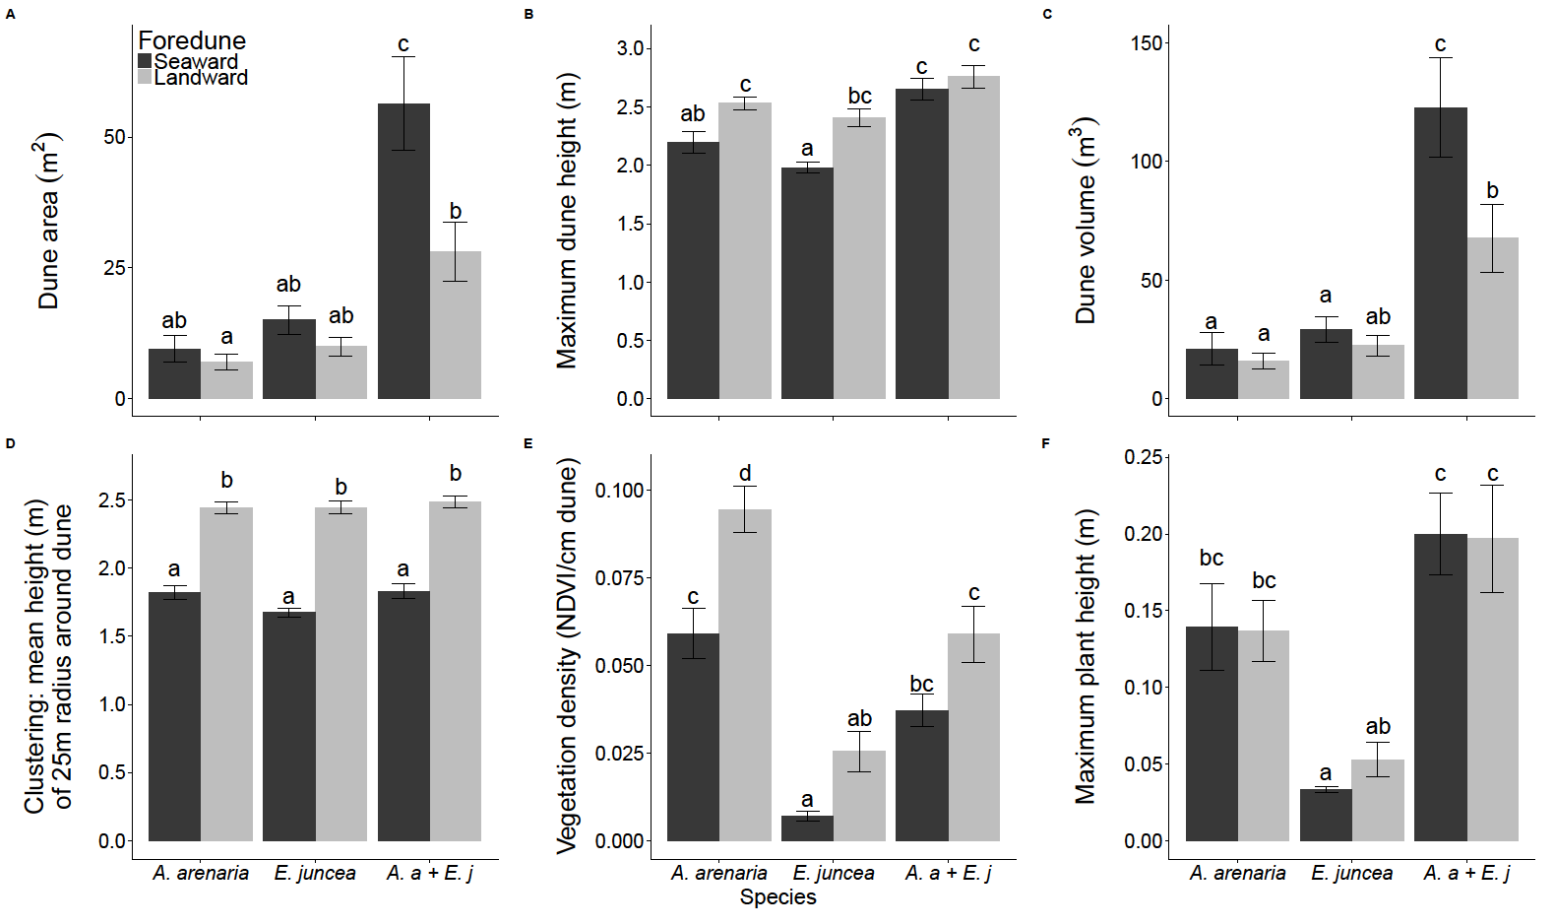 A
Foredune
Seaward
Landward
Dune area (m²)
50
25
0
ab
a
ab
ab
c
b
B
Maximum dune height (m)
3.0
2.5
2.0
1.5
1.0
0.5
0.0
ab
c
a
bc
c
c
C
Dune volume (m³)
150
100
50
0
a
a
a
ab
c
b
D
Clustering: mean height (m)
of 25m radius around dune
2.5
2.0
1.5
1.0
0.5
0.0
a
b
a
b
a
b
A. arenaria
E. juncea
A. a + E. j
E
Vegetation density (NDVI/cm dune)
0.100
0.075
0.050
0.025
0.000
c
d
a
ab
bc
c
A. arenaria
E. juncea
A. a + E. j
Species
F
Maximum plant height (m)
0.25
0.20
0.15
0.10
0.05
0.00
bc
bc
a
ab
c
c
A. arenaria
E. juncea
A. a + E. j